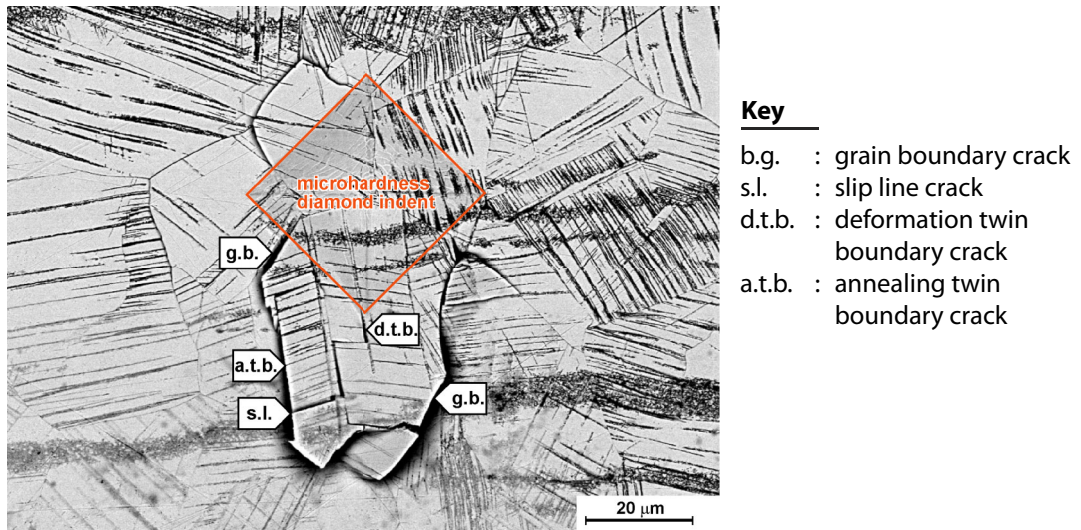 microhardness
diamond indent
g.b.
d.t.b.
a.t.b.
g.b.
s.l.
20 μm
Key
b.g. : grain boundary crack
s.l. : slip line crack
d.t.b. : deformation twin
boundary crack
a.t.b. : annealing twin
boundary crack